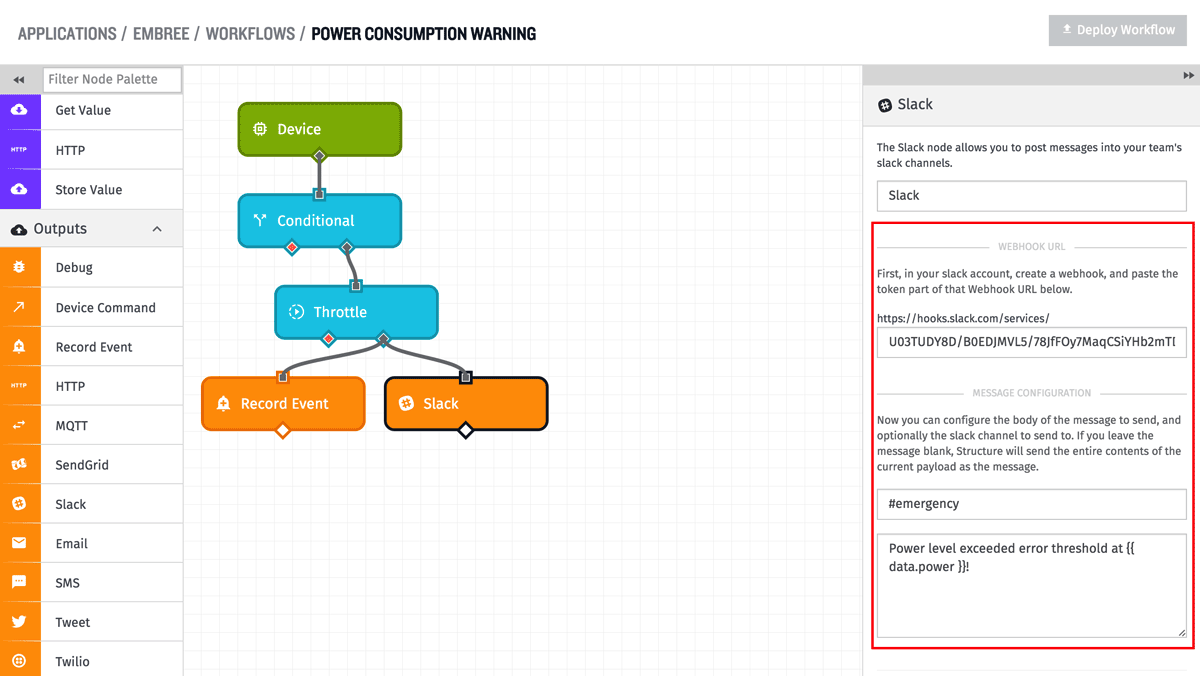 APPLICATIONS / EMBREE / WORKFLOWS / POWER CONSUMPTION WARNING
Deploy Workflow
Filter Node Palette
Get Value
HTTP
HTTP
Store Value
Outputs
Debug
Device Command
Record Event
HTTP
HTTP
MQTT
SendGrid
Slack
Email
SMS
Tweet
Twilio
Device
Conditional
Throttle
Record Event
Slack
Slack
The Slack node allows you to post messages into your team's
slack channels.
Slack
WEBHOOK URL
First, in your slack account, create a webhook, and paste the
token part of that Webhook URL below.
https://hooks.slack.com/services/
U03TUDY8D/B0EDJMVL5/78JfFOy7MaqCSiYHb2mT
MESSAGE CONFIGURATION
Now you can configure the body of the message to send, and
optionally the slack channel to send to. If you leave the
message blank, Structure will send the entire contents of the
current payload as the message.
#emergency
Power level exceeded error threshold at {{
data.power }}!